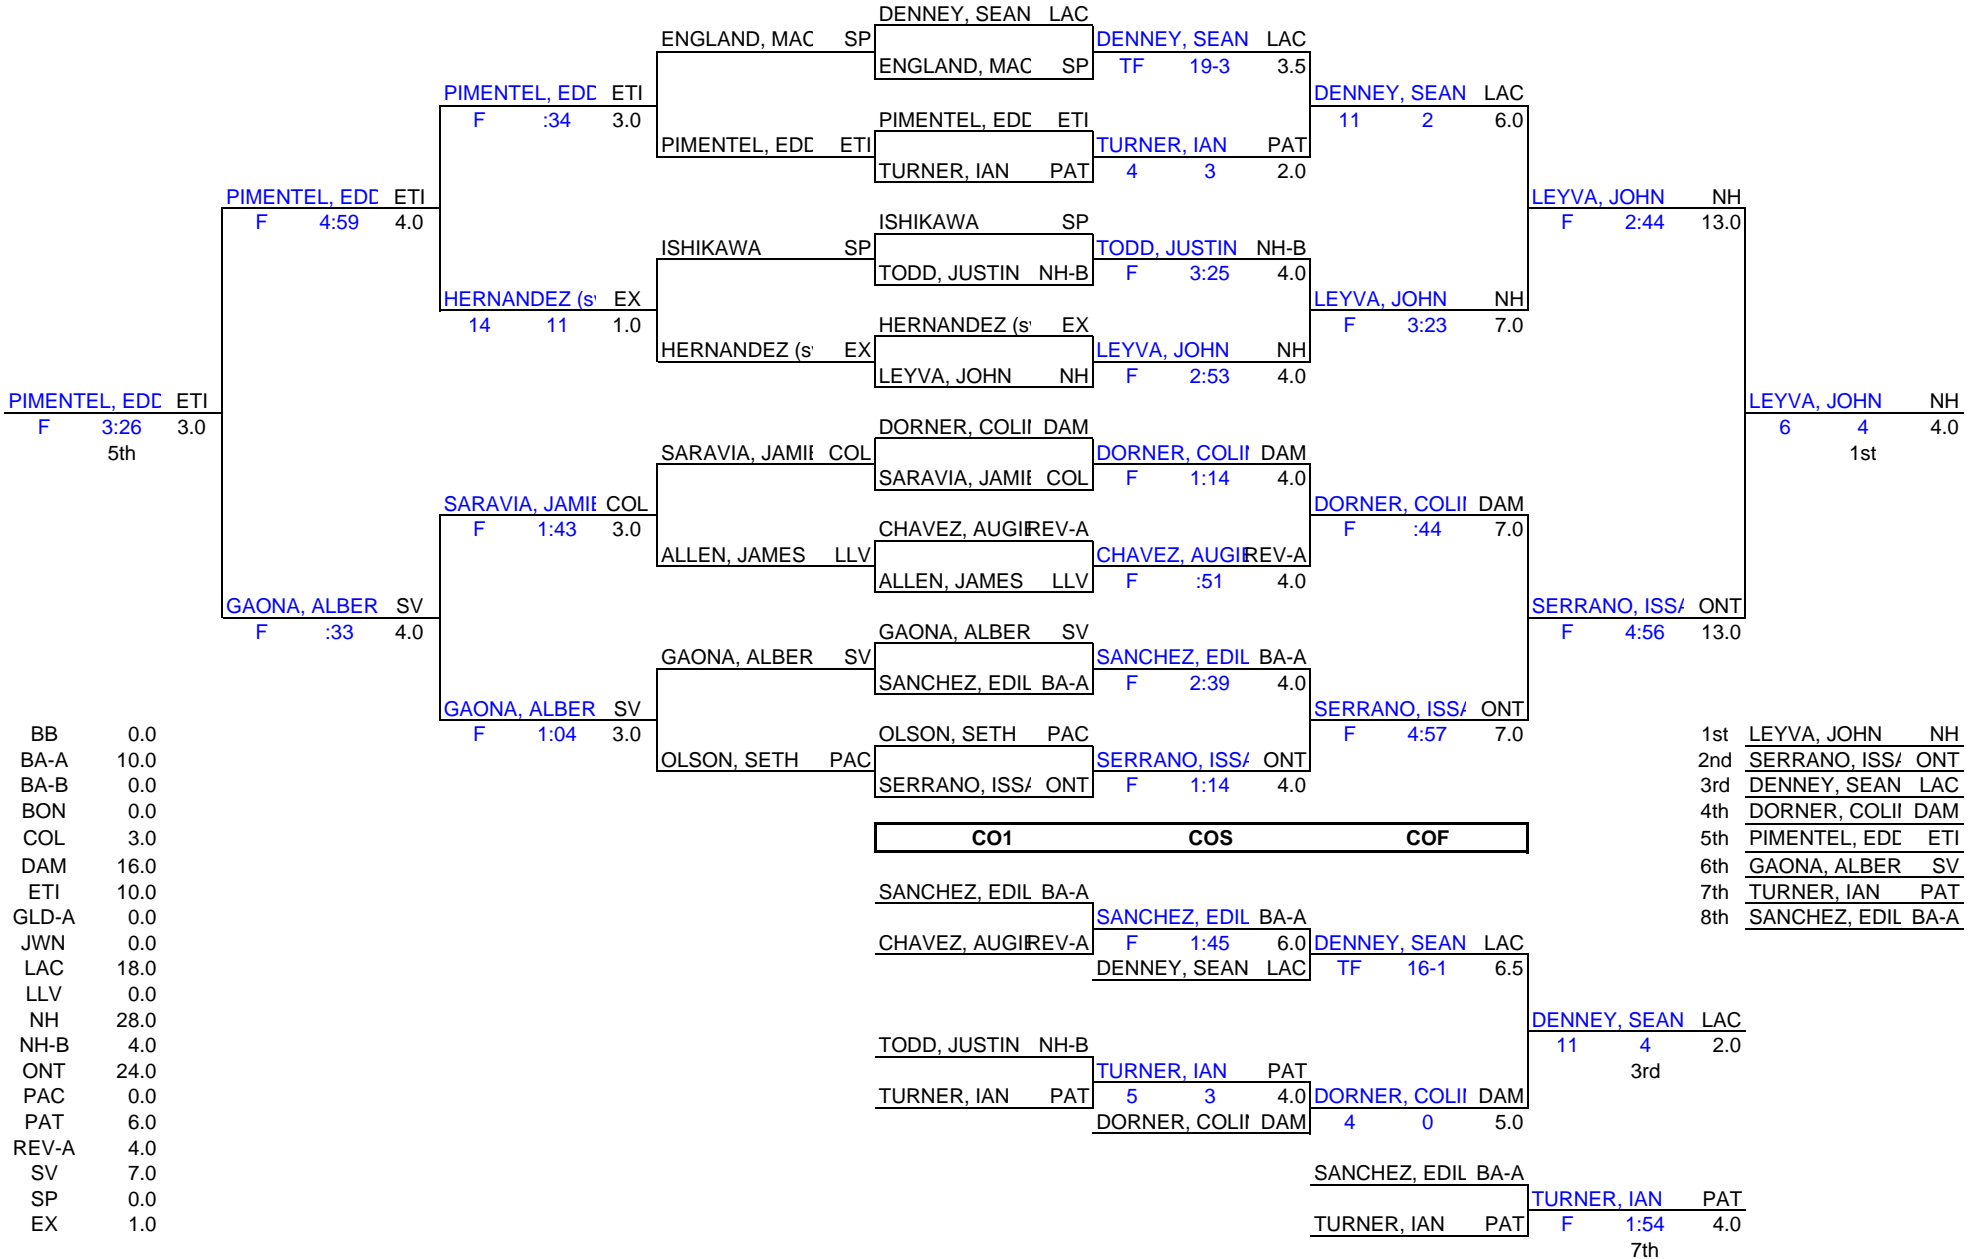 DENNEY, SEAN LAC
ENGLAND, MAC SP DENNEY, SEAN LAC
ENGLAND, MAC SP TF 19-3 3.5
PIMENTEL, EDD ETI DENNEY, SEAN LAC
F :34 3.0 PIMENTEL, EDD ETI 11 2 6.0
PIMENTEL, EDD ETI TURNER, IAN PAT
TURNER, IAN PAT 4 3 2.0
PIMENTEL, EDD ETI LEYVA, JOHN NH
F 4:59 4.0 ISHIKAWA SP F 2:44 13.0
ISHIKAWA SP TODD, JUSTIN NH-B
TODD, JUSTIN NH-B F 3:25 4.0
HERNANDEZ (s EX LEYVA, JOHN NH
14 11 1.0 HERNANDEZ (s EX F 3:23 7.0
HERNANDEZ (s EX LEYVA, JOHN NH
LEYVA, JOHN NH F 2:53 4.0
PIMENTEL, EDD ETI LEYVA, JOHN NH
F 3:26 3.0 DORNER, COLI DAM 6 4 4.0
5th SARAVIA, JAMIE COL DORNER, COLI DAM 1st
SARAVIA, JAMIE COL F 1:14 4.0
SARAVIA, JAMIE COL DORNER, COLI DAM
F 1:43 3.0 CHAVEZ, AUGIE REV-A F :44 7.0
ALLEN, JAMES LLV CHAVEZ, AUGIE REV-A
ALLEN, JAMES LLV F :51 4.0
GAONA, ALBER SV SERRANO, ISSA ONT
F :33 4.0 GAONA, ALBER SV F 4:56 13.0
GAONA, ALBER SV SANCHEZ, EDIL BA-A
SANCHEZ, EDIL BA-A F 2:39 4.0
GAONA, ALBER SV SERRANO, ISSA ONT
BB 0.0 F 1:04 3.0 OLSON, SETH PAC F 4:57 7.0 1st LEYVA, JOHN NH
BA-A 10.0 OLSON, SETH PAC SERRANO, ISSA ONT 2nd SERRANO, ISSA ONT
BA-B 0.0 SERRANO, ISSA ONT F 1:14 4.0 3rd DENNEY, SEAN LAC
BON 0.0 4th DORNER, COLI DAM
COL 3.0 CO1 COS COF 5th PIMENTEL, EDD ETI
DAM 16.0 6th GAONA, ALBER SV
ETI 10.0 SANCHEZ, EDIL BA-A 7th TURNER, IAN PAT
GLD-A 0.0 SANCHEZ, EDIL BA-A 8th SANCHEZ, EDIL BA-A
JWN 0.0 CHAVEZ, AUGIE REV-A F 1:45 6.0 DENNEY, SEAN LAC
LAC 18.0 DENNEY, SEAN LAC TF 16-1 6.5
LLV 0.0
NH 28.0 DENNEY, SEAN LAC
NH-B 4.0 TODD, JUSTIN NH-B 11 4 2.0
ONT 24.0 TURNER, IAN PAT 3rd
PAC 0.0 TURNER, IAN PAT 5 3 4.0 DORNER, COLI DAM
PAT 6.0 DORNER, COLI DAM 4 0 5.0
REV-A 4.0
SV 7.0 SANCHEZ, EDIL BA-A
SP 0.0 TURNER, IAN PAT
EX 1.0 TURNER, IAN PAT F 1:54 4.0
7th